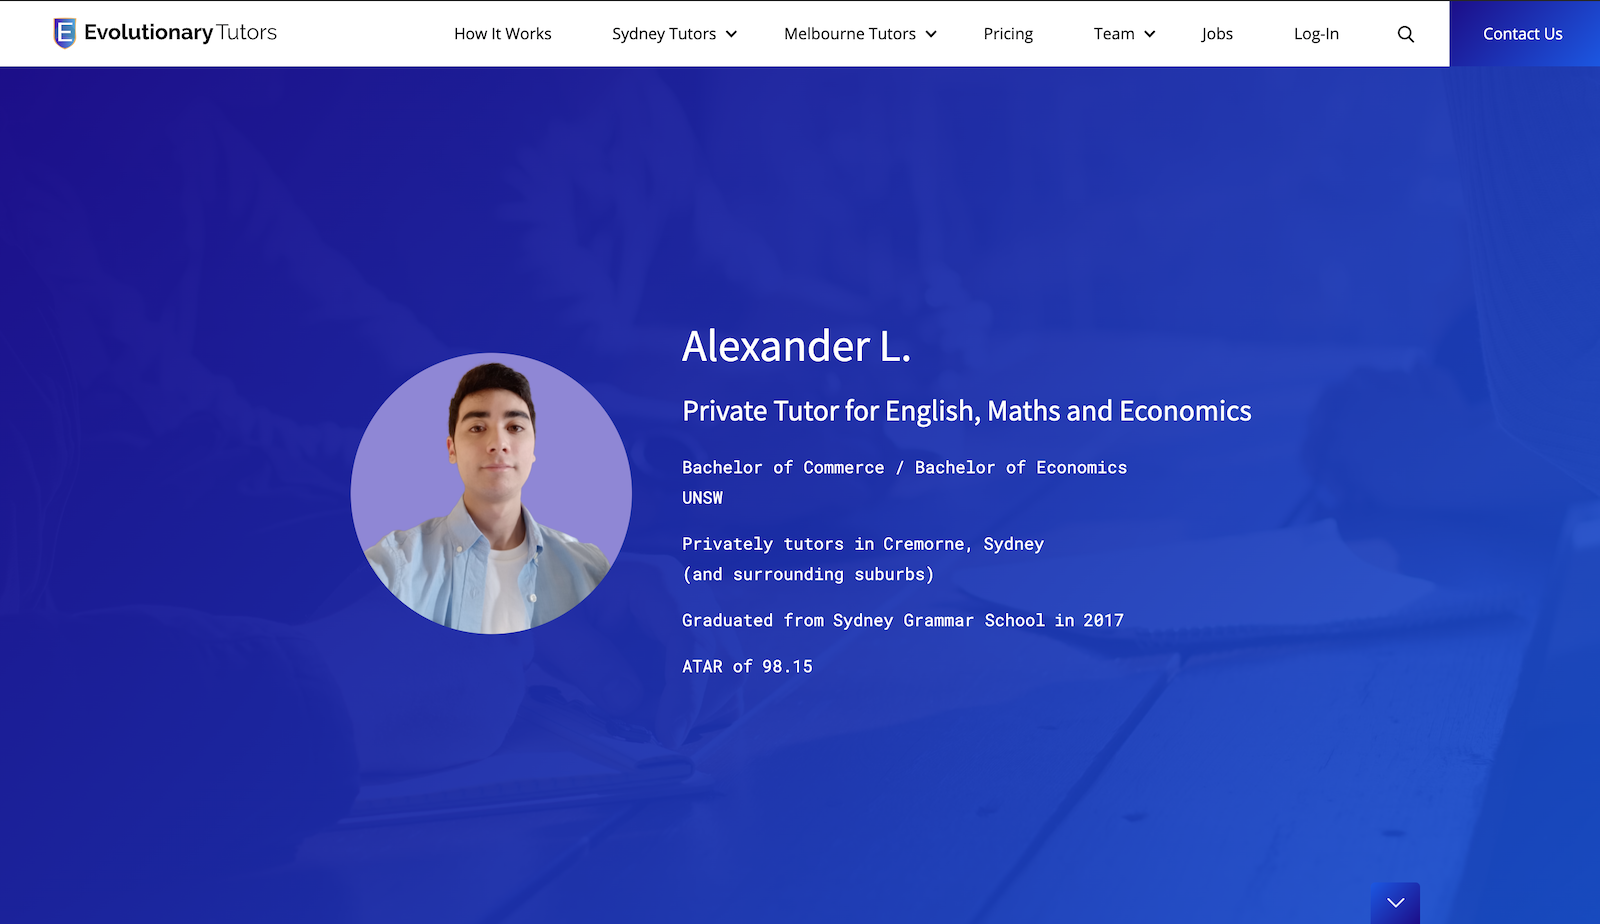 E Evolutionary Tutors
How It Works
Sydney Tutors
Melbourne Tutors
Pricing
Team
Jobs
Log-In
Contact Us
Alexander L.
Private Tutor for English, Maths and Economics
Bachelor of Commerce / Bachelor of Economics
UNSW
Privately tutors in Cremorne, Sydney
(and surrounding suburbs)
Graduated from Sydney Grammar School in 2017
ATAR of 98.15